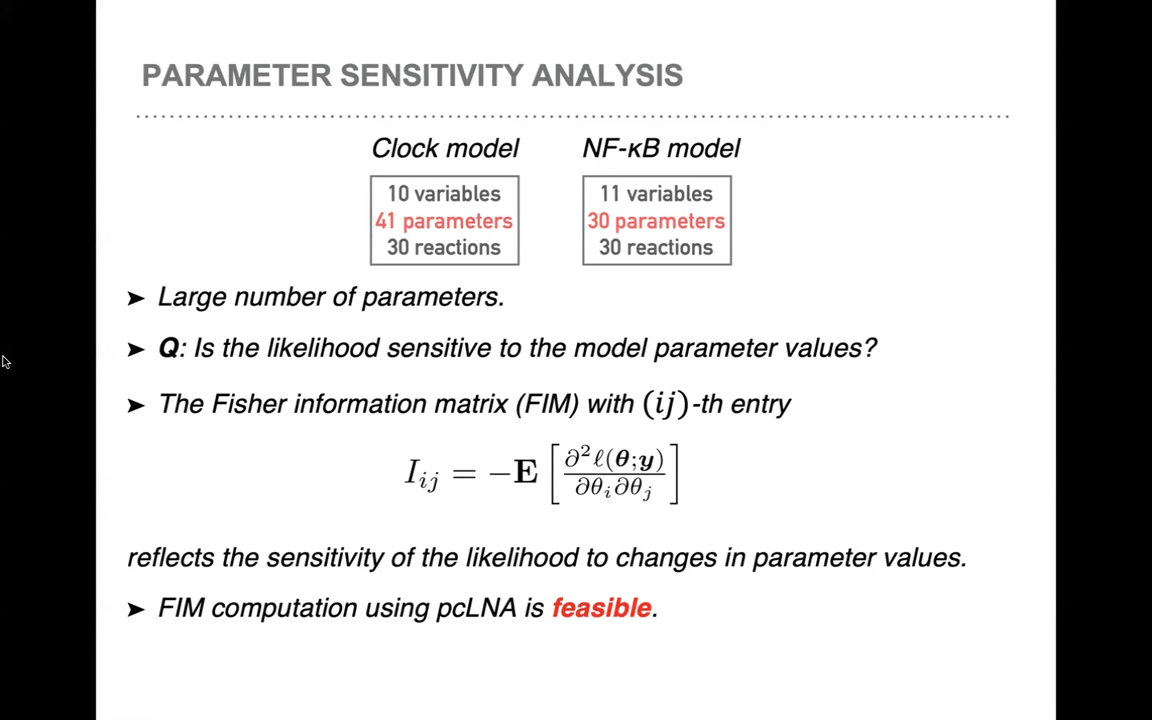 PARAMETER SENSITIVITY ANALYSIS
Clock model
10 variables
41 parameters
30 reactions
NF-κB model
11 variables
30 parameters
30 reactions
➤ Large number of parameters.
➤ Q: Is the likelihood sensitive to the model parameter values?
➤ The Fisher information matrix (FIM) with (ij)-th entry
I_{ij} = −E [ ∂²ℓ(θ;y) / ∂θ_i∂θ_j ]
reflects the sensitivity of the likelihood to changes in parameter values.
➤ FIM computation using pcLNA is feasible.